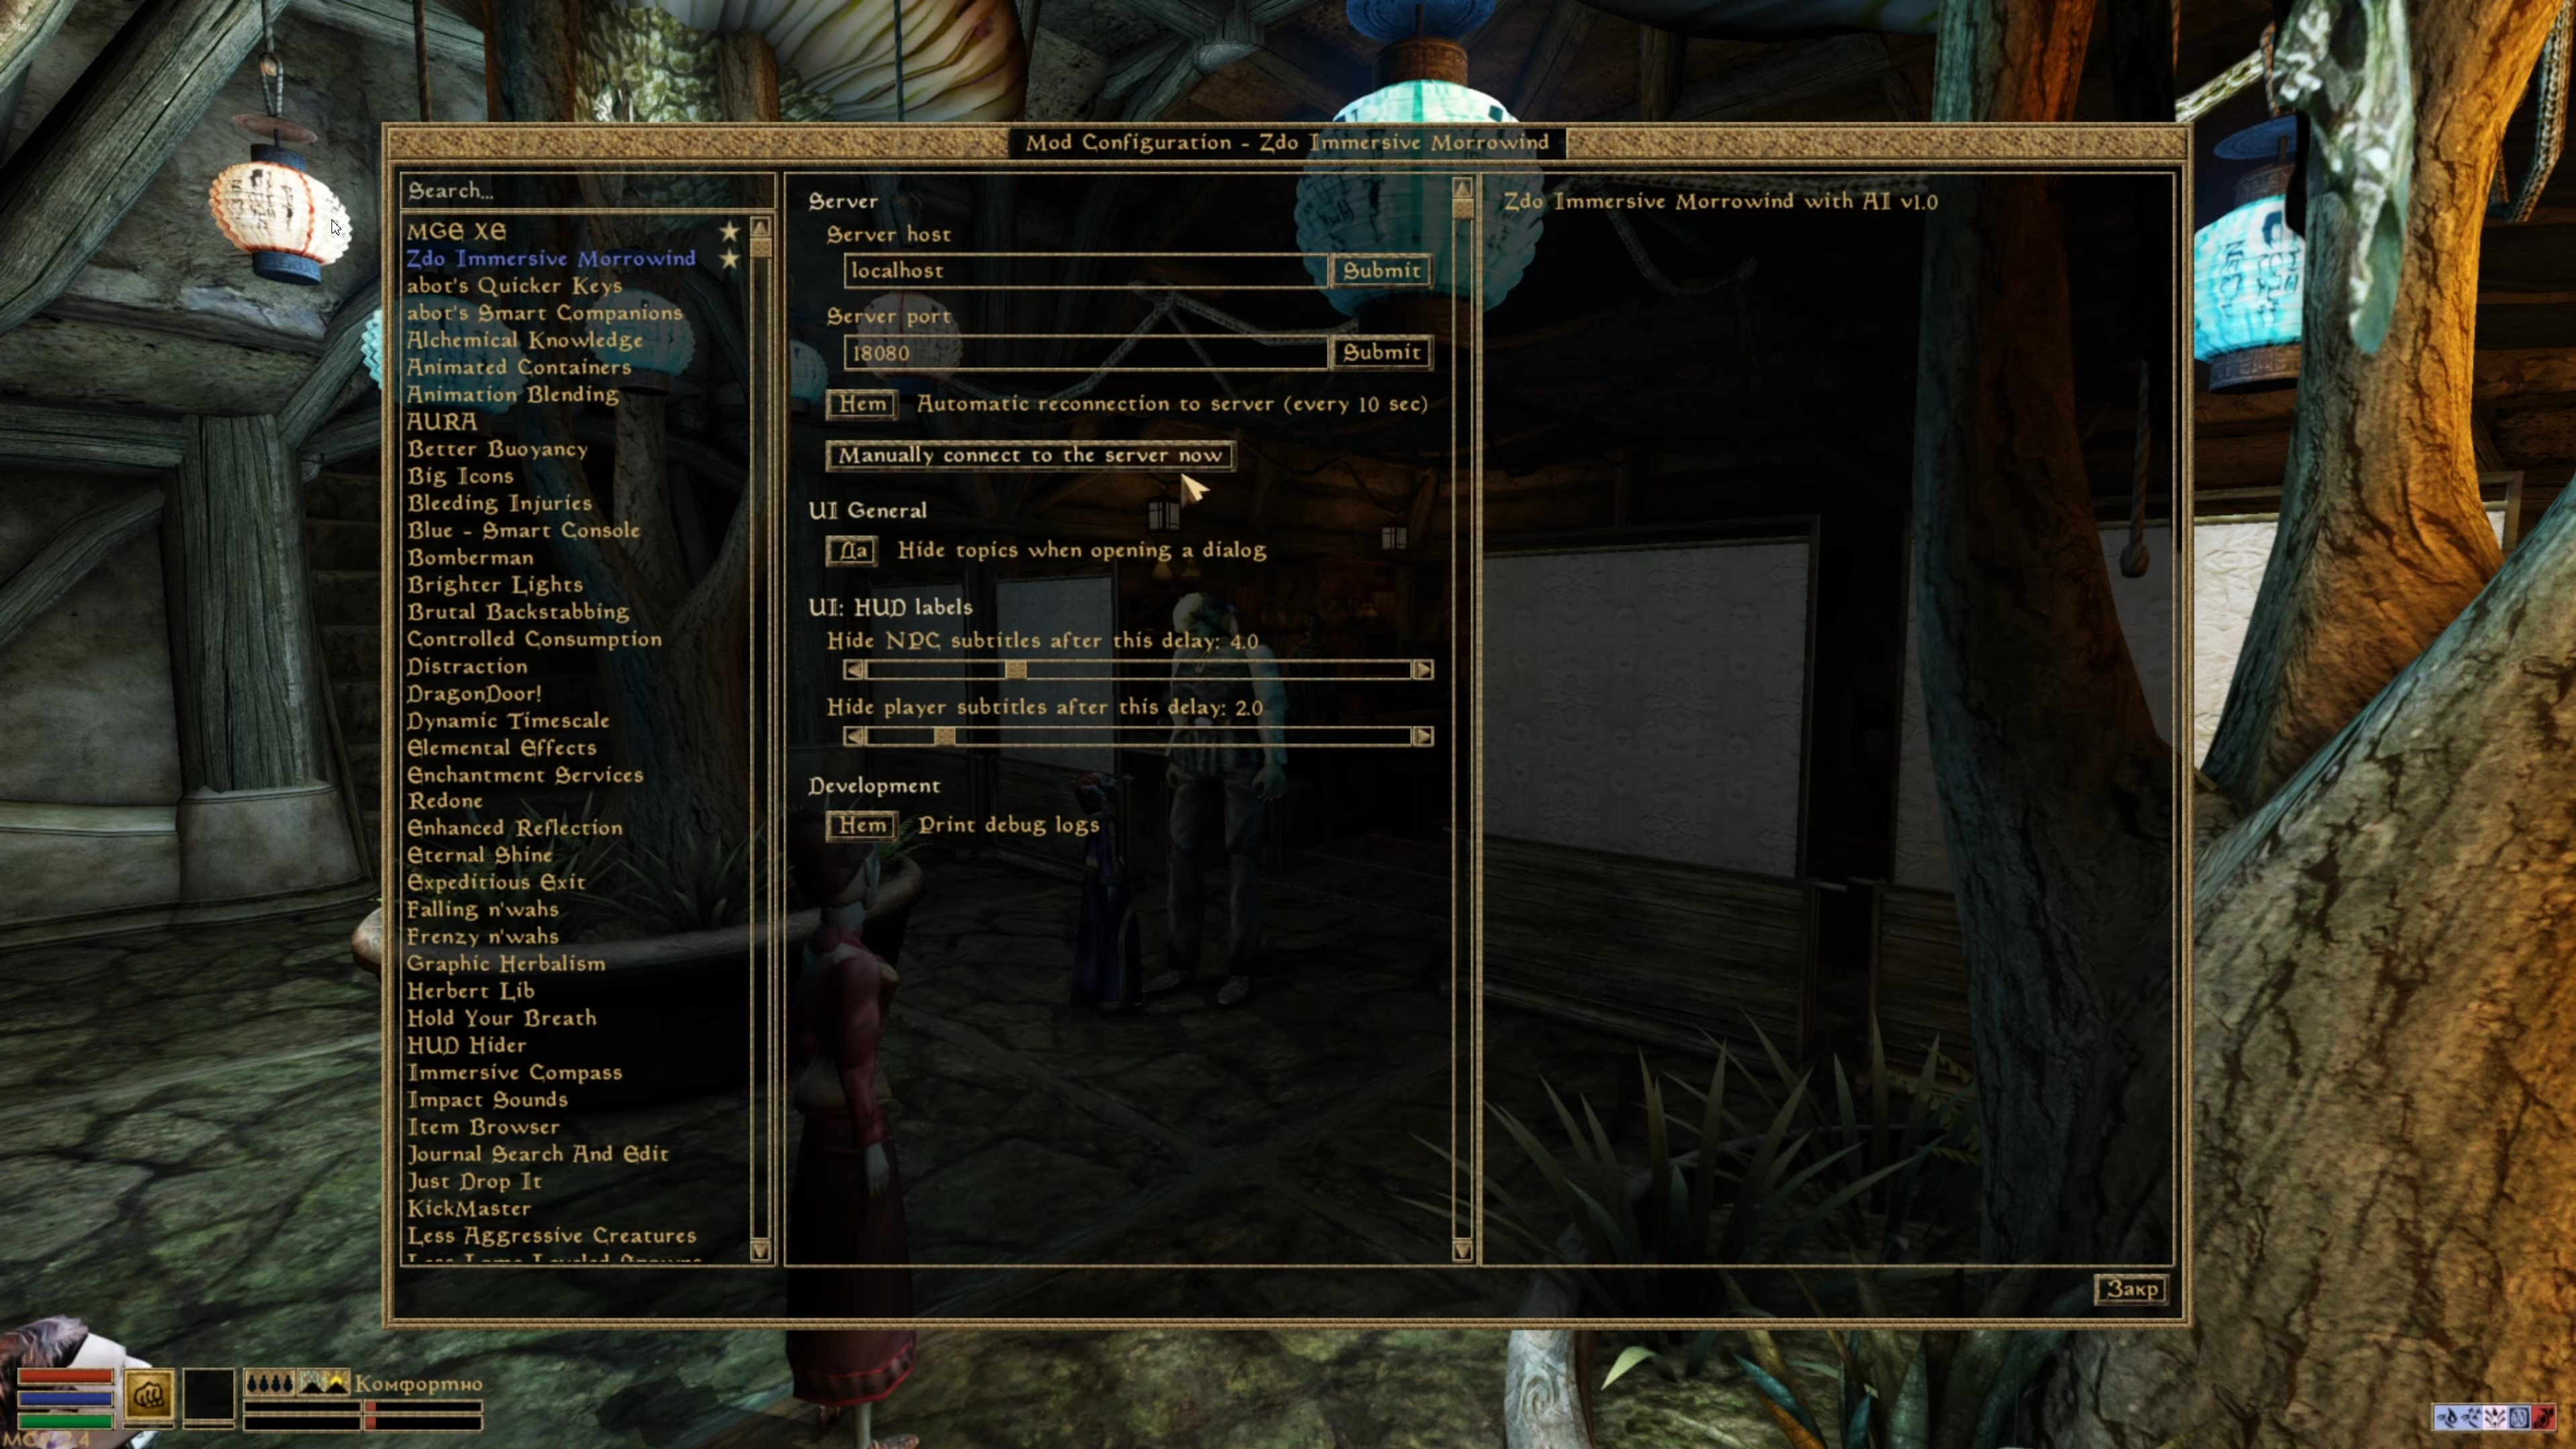 Mod Configuration - Zdo Immersive Morrowind
Search...
MGE XE
Zdo Immersive Morrowind
abot's Quicker Keys
abot's Smart Companions
Alchemical Knowledge
Animated Containers
Animation Blending
AURA
Better Buoyancy
Big Icons
Bleeding Injuries
Blue - Smart Console
Bomberman
Brighter Lights
Brutal Backstabbing
Controlled Consumption
Distraction
DragonDoor!
Dynamic Timescale
Elemental Effects
Enchantment Services
Redone
Enhanced Reflection
Eternal Shine
Expeditious Exit
Falling n'wahs
Frenzy n'wahs
Graphic Herbalism
Herbert Lib
Hold Your Breath
HUD Hider
Immersive Compass
Impact Sounds
Item Browser
Journal Search And Edit
Just Drop It
KickMaster
Less Aggressive Creatures
Server
Server host
localhost Submit
Server port
18080 Submit
Нет Automatic reconnection to server (every 10 sec)
Manually connect to the server now
UI General
Да Hide topics when opening a dialog
UI: HUD labels
Hide NPC subtitles after this delay: 4.0
Hide player subtitles after this delay: 2.0
Development
Нет Print debug logs
Zdo Immersive Morrowind with AI v1.0
Закр
Комфортно